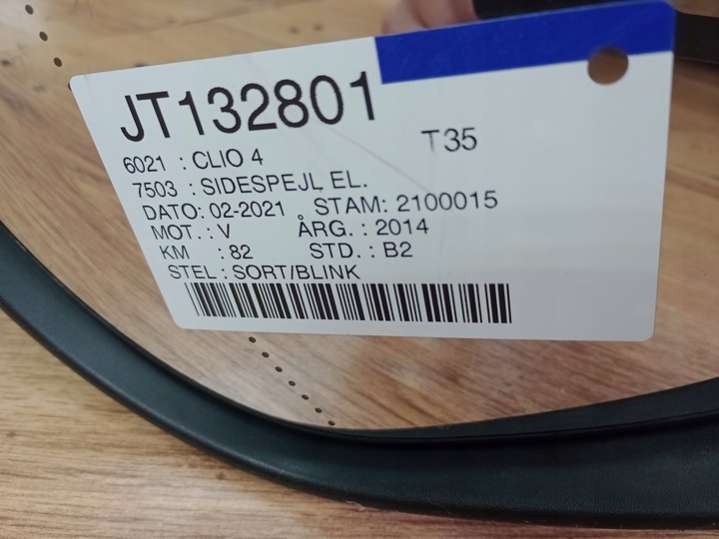 JT132801
T35
6021 : CLIO 4
7503 : SIDESPEJL EL.
DATO: 02-2021 STAM: 2100015
MOT. : V ÅRG. : 2014
KM : 82 STD. : B2
STEL : SORT/BLINK